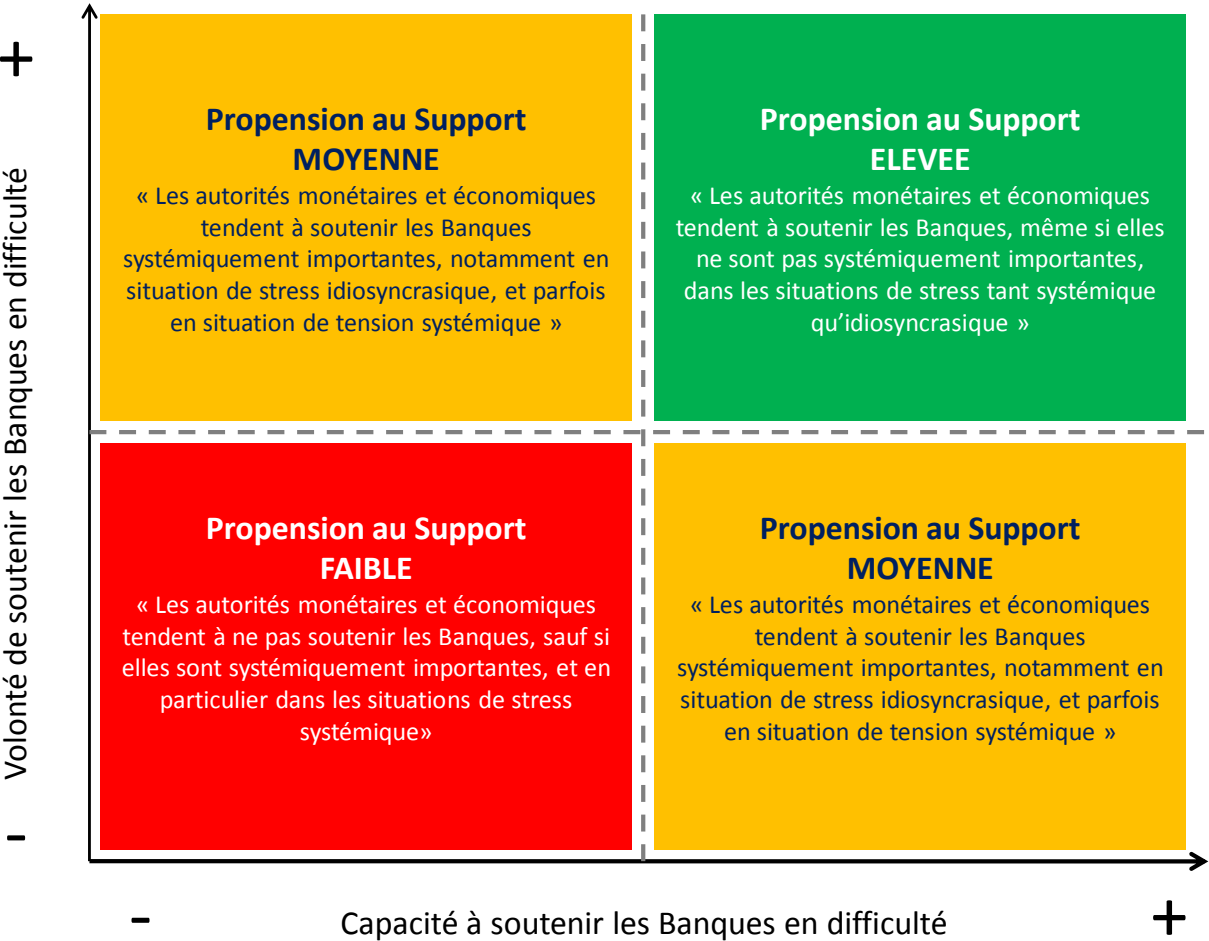 +
Volonté de soutenir les Banques en difficulté
-
Propension au Support
MOYENNE
« Les autorités monétaires et économiques
tendent à soutenir les Banques
systémiquement importantes, notamment en
situation de stress idiosyncrasique, et parfois
en situation de tension systémique »
Propension au Support
ELEVEE
« Les autorités monétaires et économiques
tendent à soutenir les Banques, même si elles
ne sont pas systémiquement importantes,
dans les situations de stress tant systémique
qu’idiosyncrasique »
Propension au Support
FAIBLE
« Les autorités monétaires et économiques
tendent à ne pas soutenir les Banques, sauf si
elles sont systémiquement importantes, et en
particulier dans les situations de stress
systémique»
Propension au Support
MOYENNE
« Les autorités monétaires et économiques
tendent à soutenir les Banques
systémiquement importantes, notamment en
situation de stress idiosyncrasique, et parfois
en situation de tension systémique »
-
Capacité à soutenir les Banques en difficulté
+